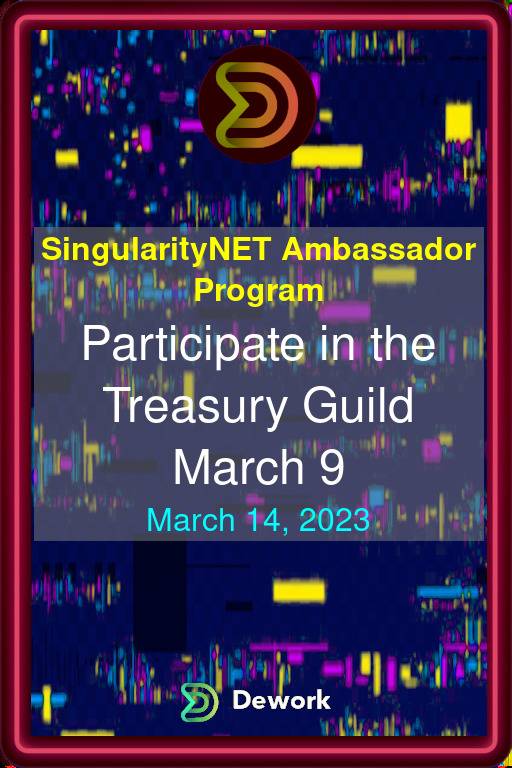 SingularityNET Ambassador
Program
Participate in the
Treasury Guild
March 9
March 14, 2023
Dework